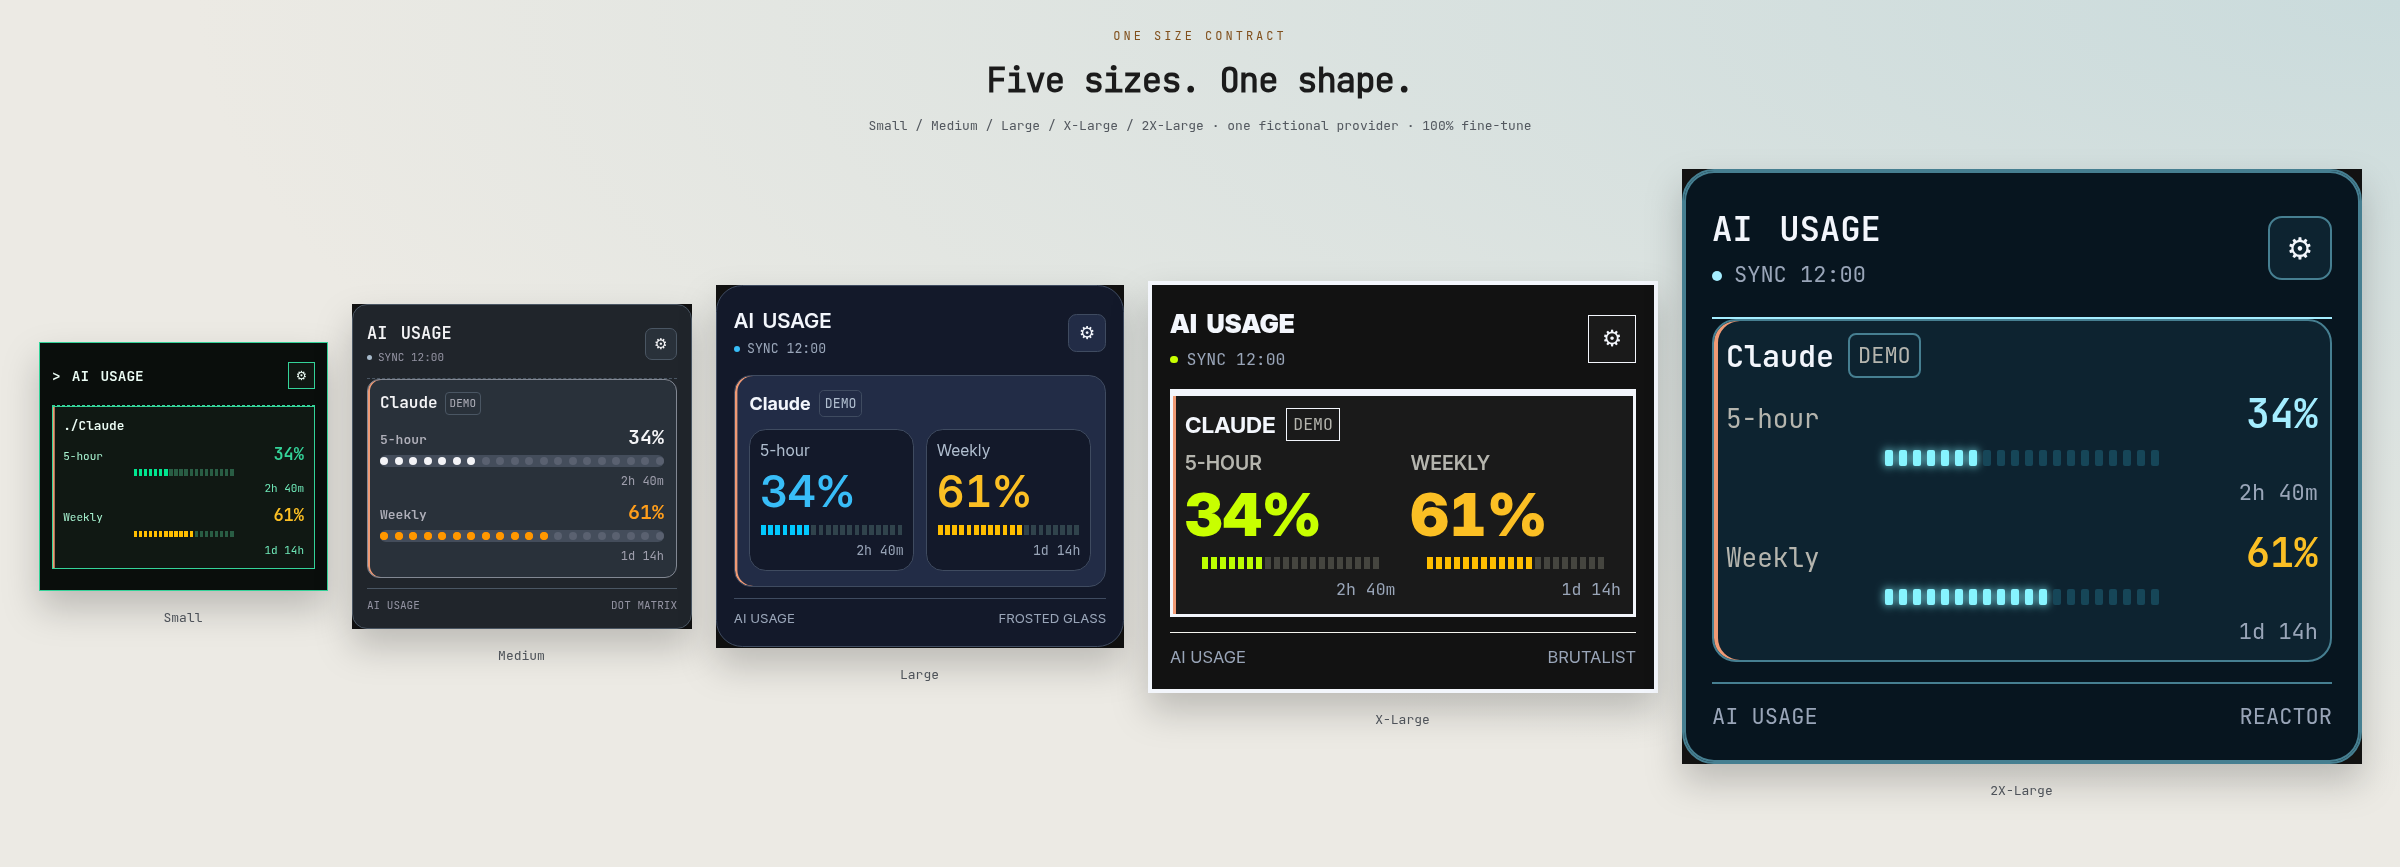 ONE SIZE CONTRACT
Five sizes. One shape.
Small / Medium / Large / X-Large / 2X-Large · one fictional provider · 100% fine-tune
> AI USAGE
./Claude
5-hour 34%
2h 40m
Weekly 61%
1d 14h
Small
AI USAGE
SYNC 12:00
Claude DEMO
5-hour 34%
2h 40m
Weekly 61%
1d 14h
AI USAGE DOT MATRIX
Medium
AI USAGE
SYNC 12:00
Claude DEMO
5-hour Weekly
34% 61%
2h 40m 1d 14h
AI USAGE FROSTED GLASS
Large
AI USAGE
SYNC 12:00
CLAUDE DEMO
5-HOUR WEEKLY
34% 61%
2h 40m 1d 14h
AI USAGE BRUTALIST
X-Large
AI USAGE
SYNC 12:00
Claude DEMO
5-hour 34%
2h 40m
Weekly 61%
1d 14h
AI USAGE REACTOR
2X-Large